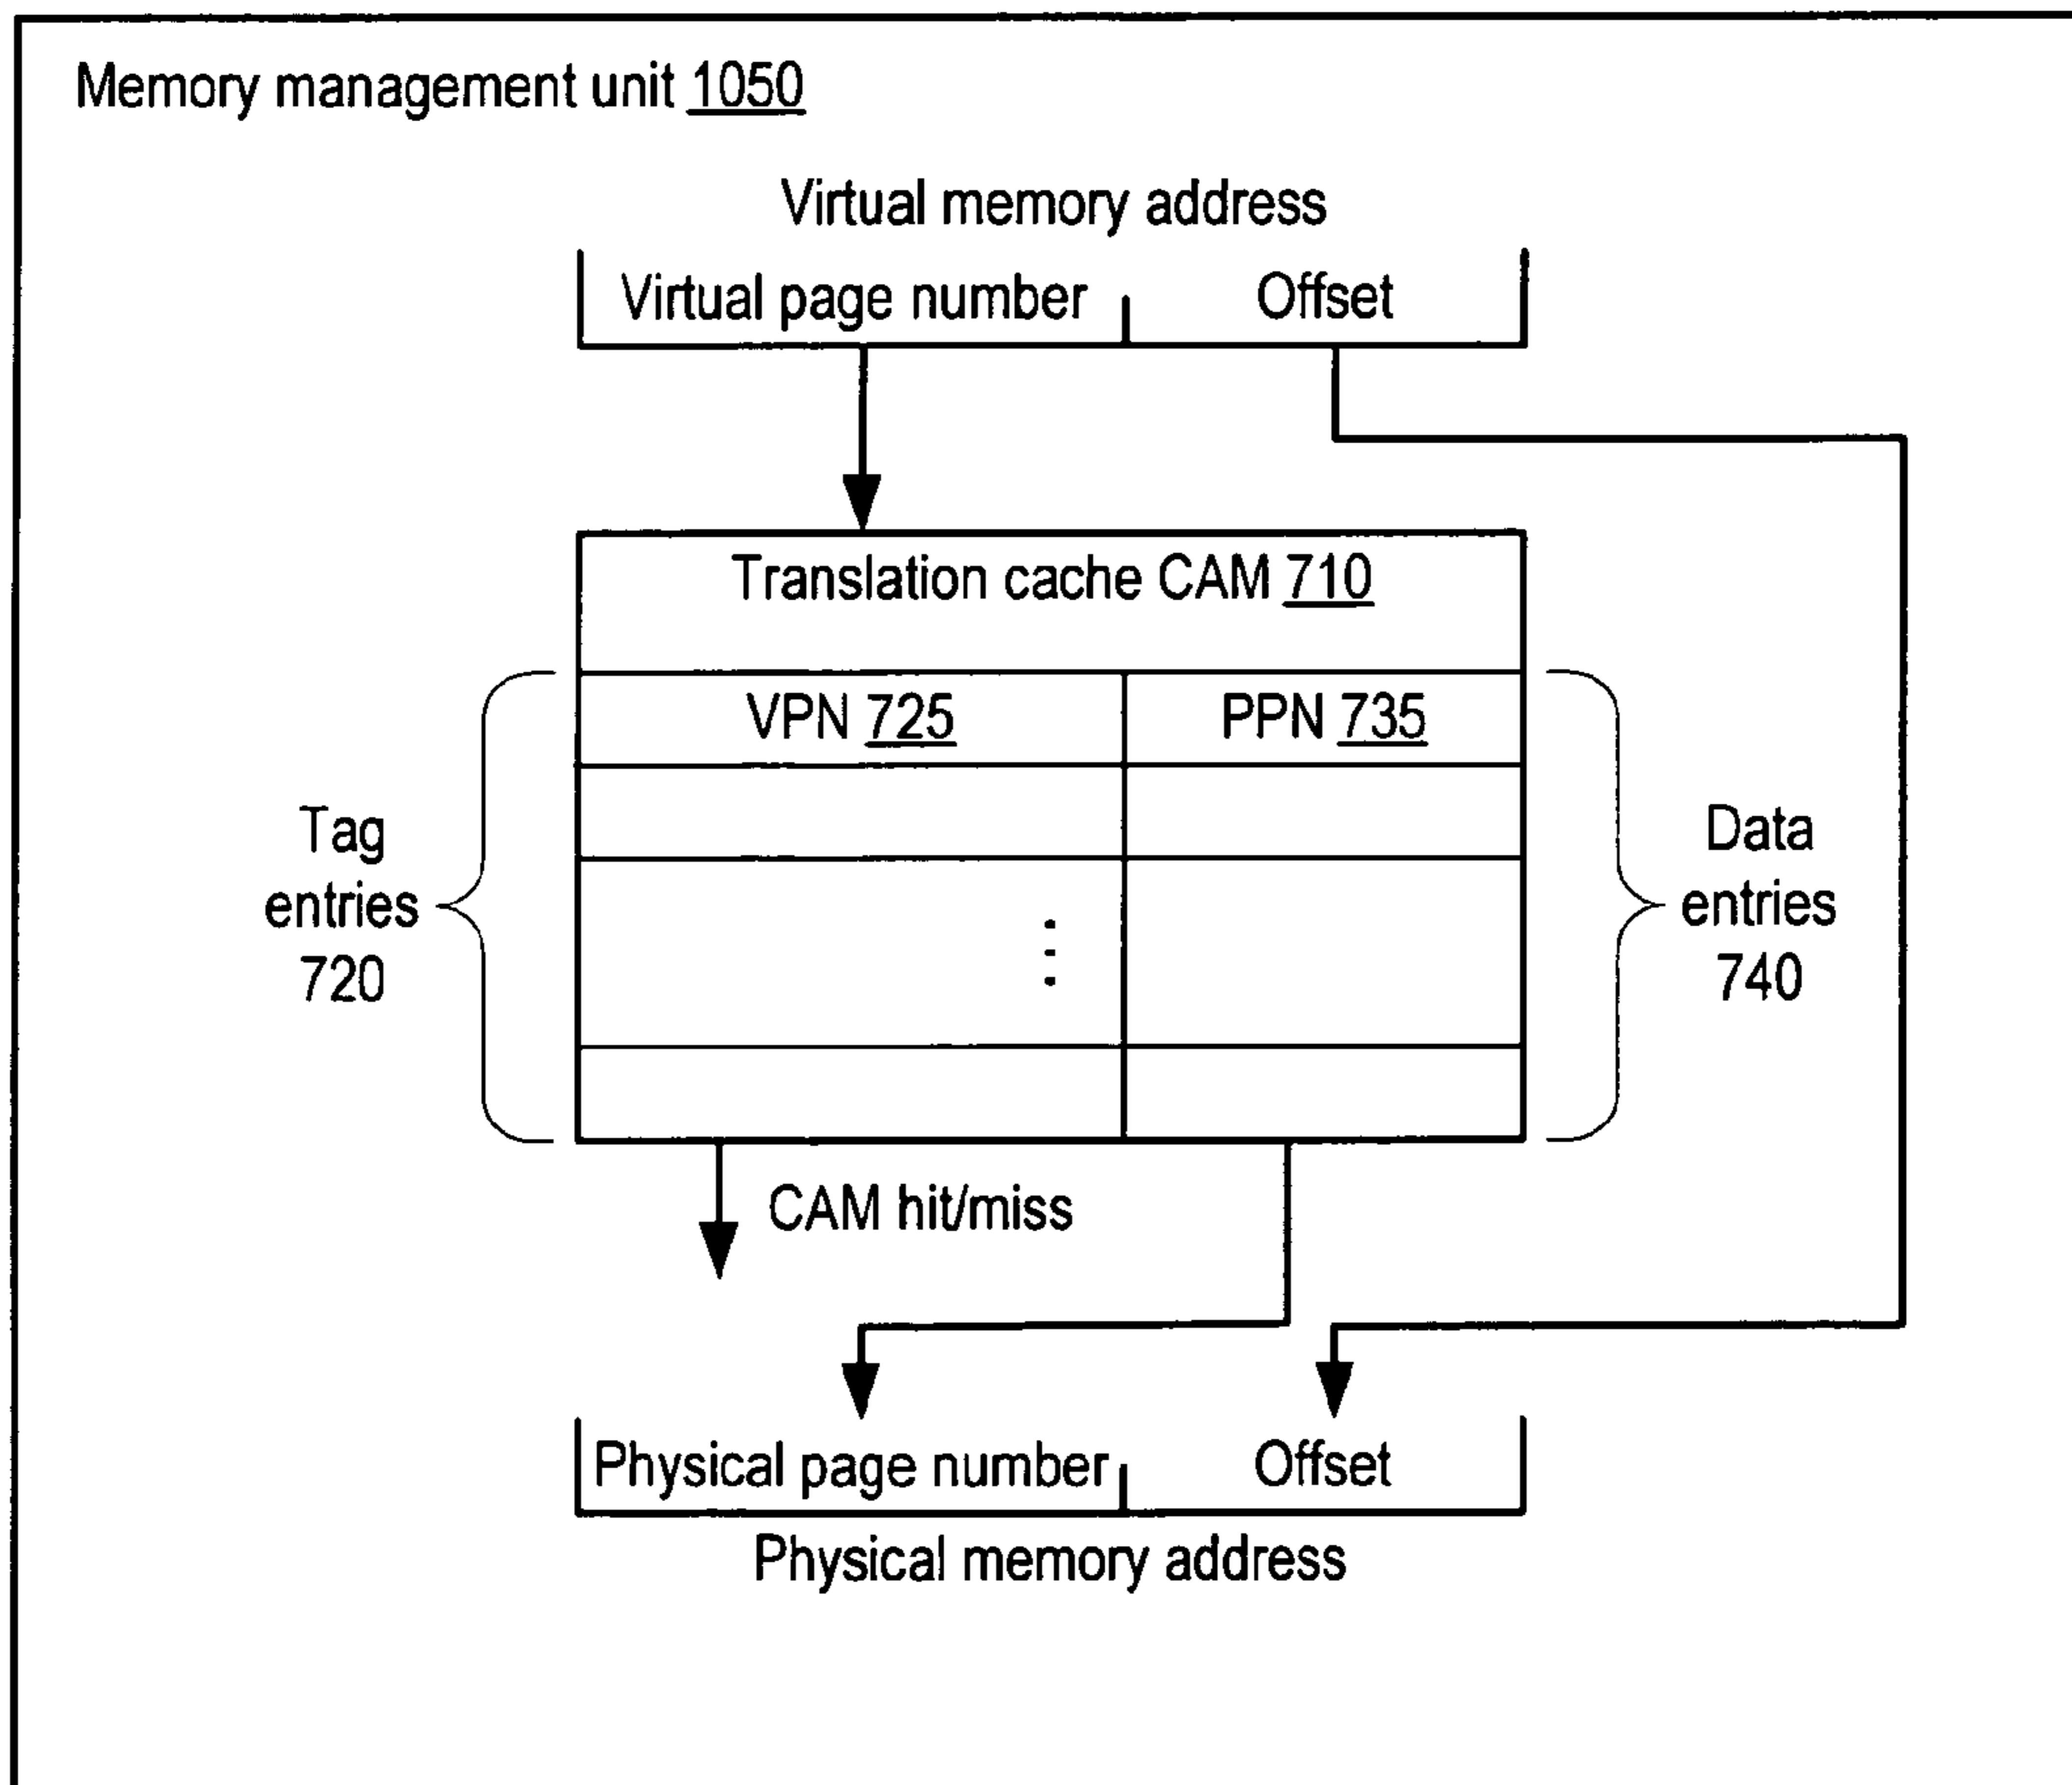 Memory management unit 1050
Virtual memory address
Virtual page number Offset
Translation cache CAM 710
VPN 725 PPN 735
Tag
entries
720
Data
entries
740
CAM hit/miss
Physical page number Offset
Physical memory address